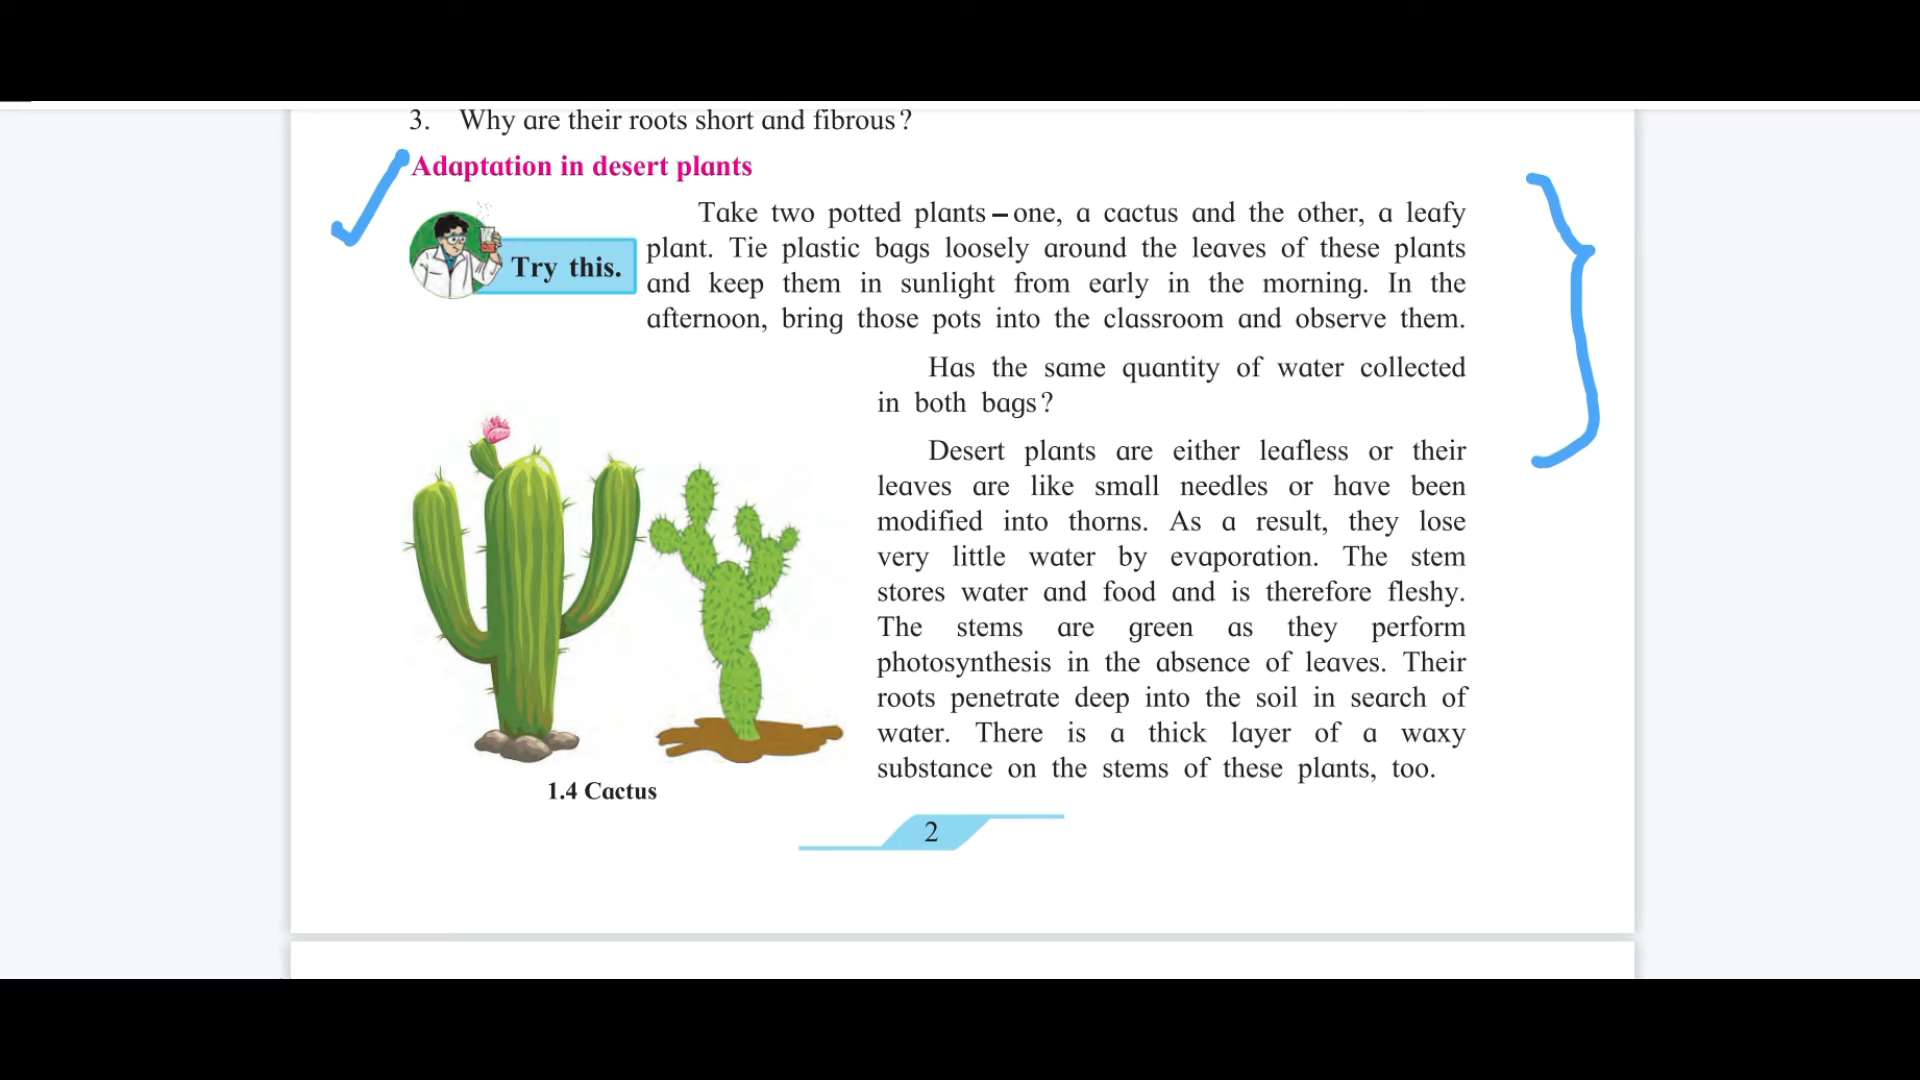 3. Why are their roots short and fibrous?
Adaptation in desert plants
Try this.
Take two potted plants – one, a cactus and the other, a leafy
plant. Tie plastic bags loosely around the leaves of these plants
and keep them in sunlight from early in the morning. In the
afternoon, bring those pots into the classroom and observe them.
Has the same quantity of water collected
in both bags?
Desert plants are either leafless or their
leaves are like small needles or have been
modified into thorns. As a result, they lose
very little water by evaporation. The stem
stores water and food and is therefore fleshy.
The stems are green as they perform
photosynthesis in the absence of leaves. Their
roots penetrate deep into the soil in search of
water. There is a thick layer of a waxy
substance on the stems of these plants, too.
1.4 Cactus
2